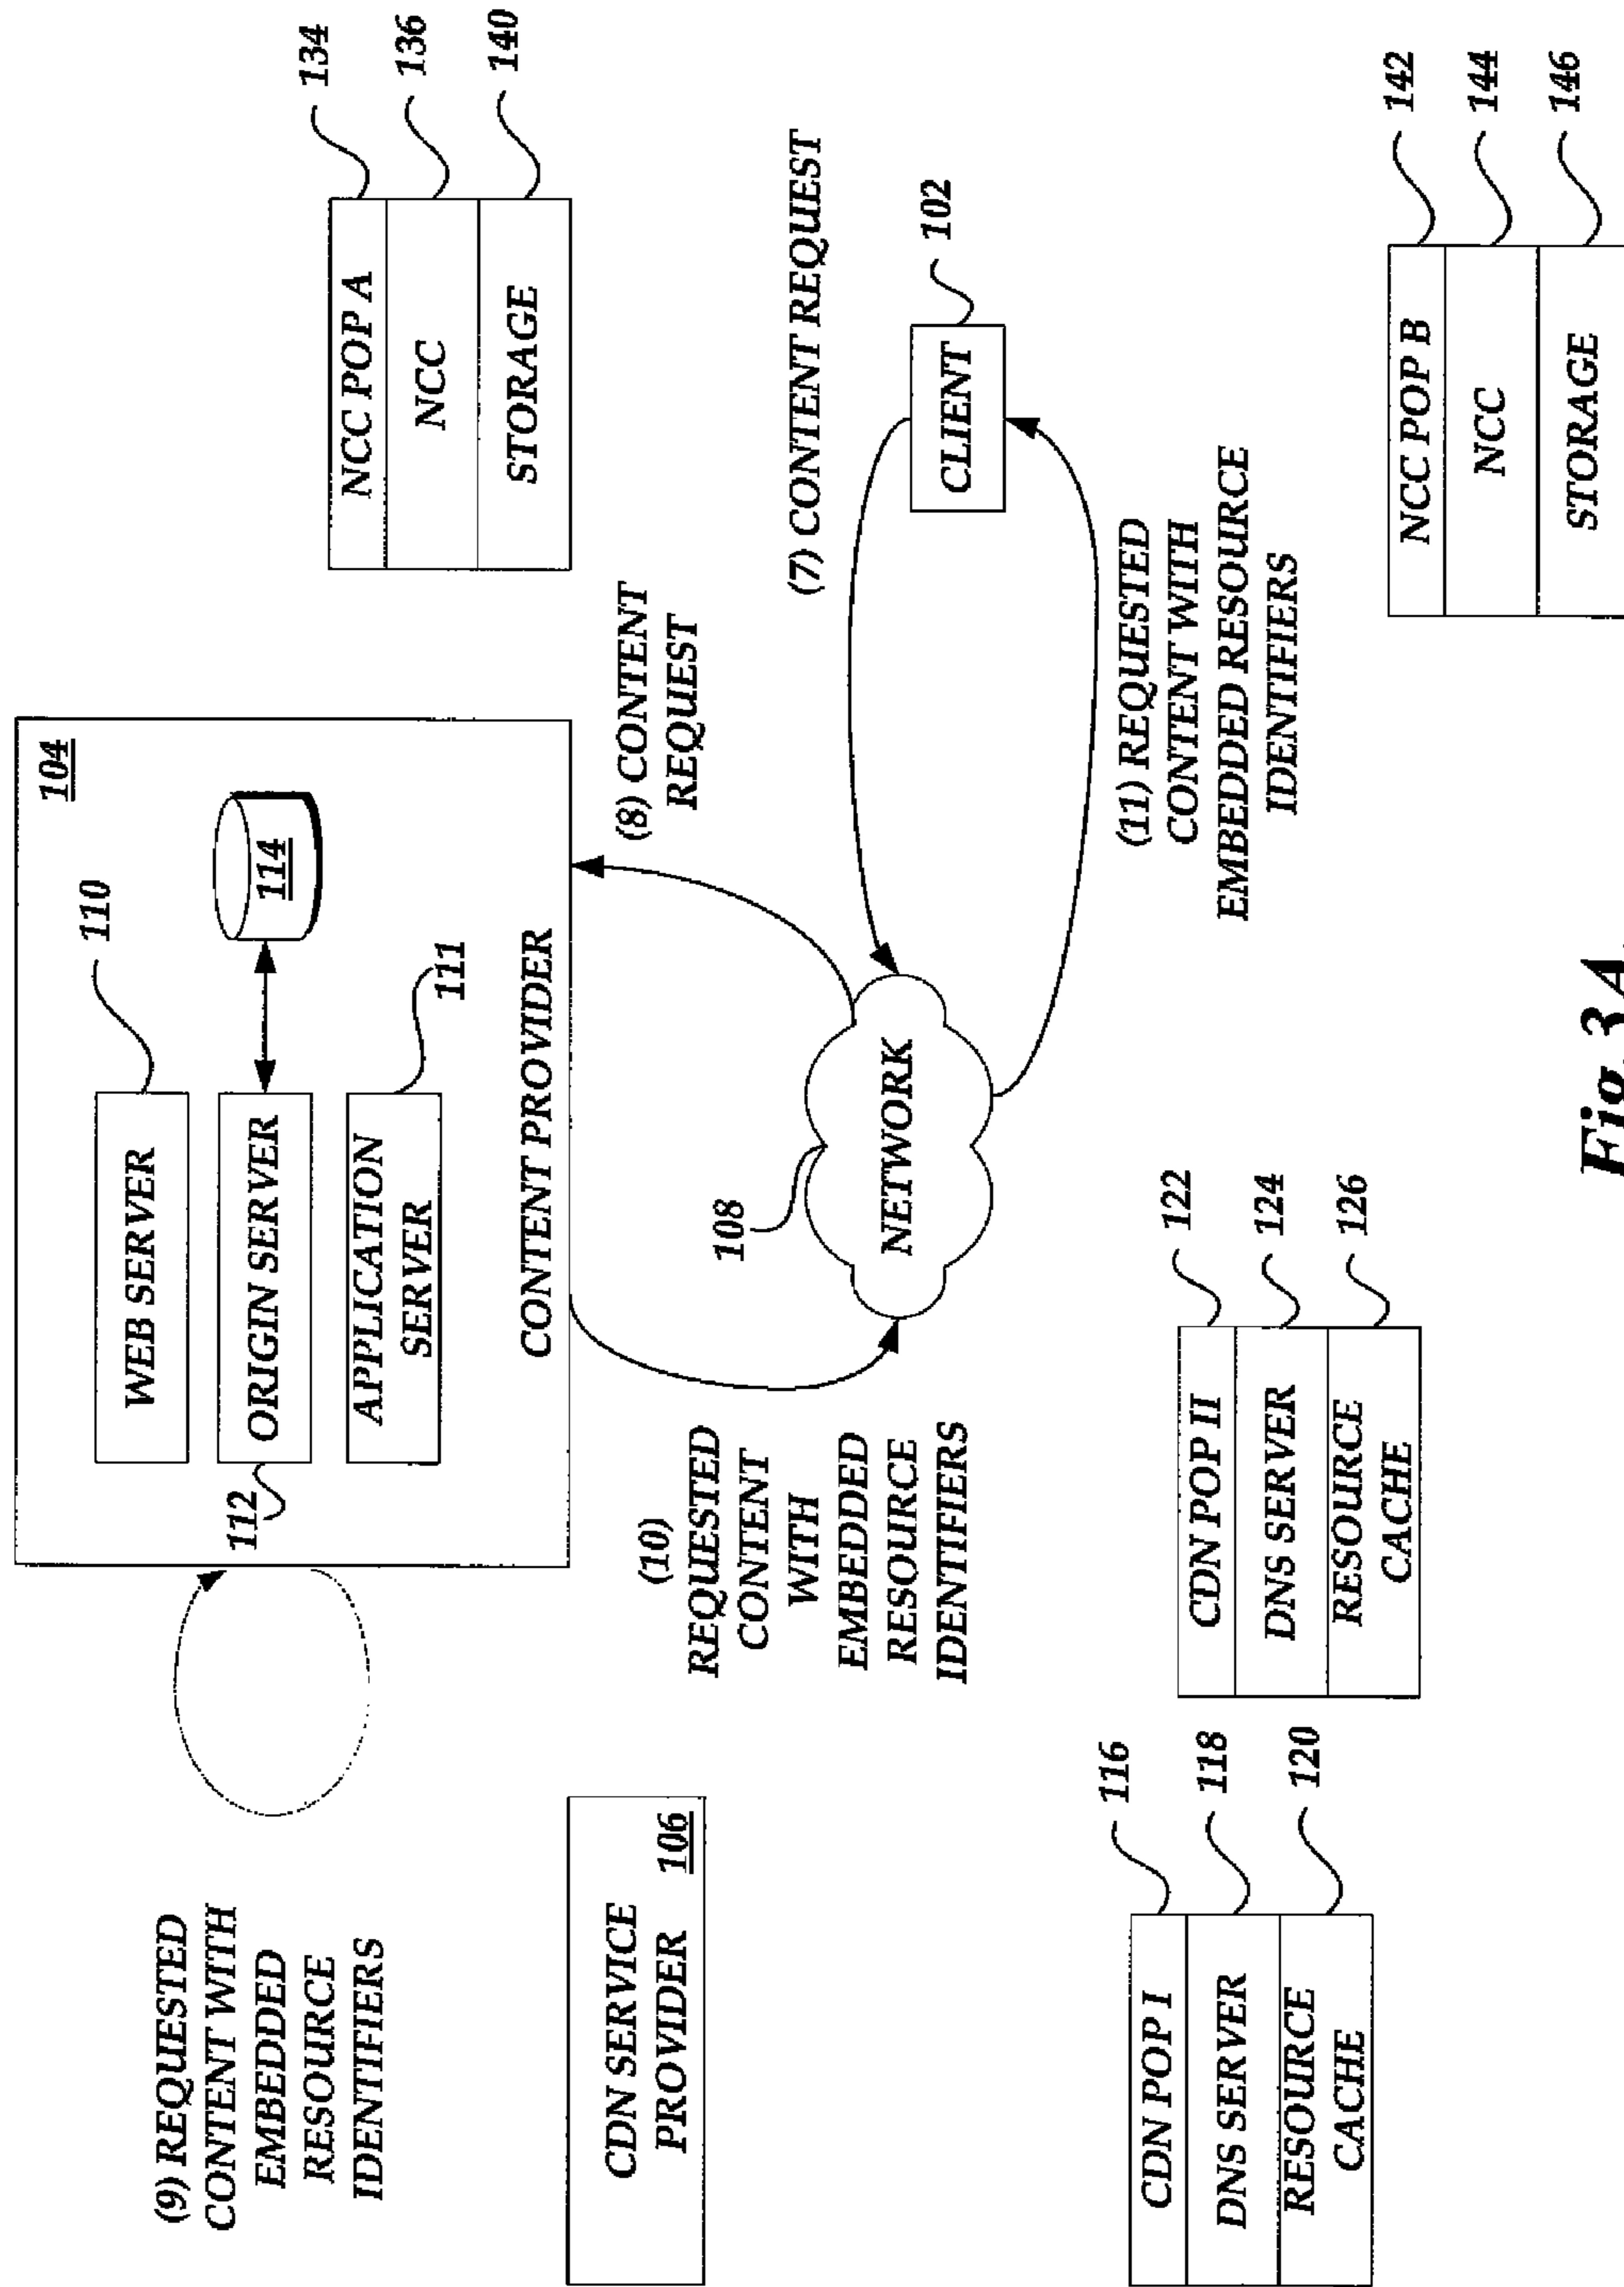 (9) REQUESTED
CONTENT WITH
EMBEDDED
RESOURCE
IDENTIFIERS
104
WEB SERVER
110
ORIGIN SERVER
112
114
APPLICATION
SERVER
111
CONTENT PROVIDER
NCC POP A
NCC
STORAGE
134
136
140
CDN SERVICE
PROVIDER
106
(10)
REQUESTED
CONTENT
WITH
EMBEDDED
RESOURCE
IDENTIFIERS
(8) CONTENT
REQUEST
108
NETWORK
(7) CONTENT REQUEST
CLIENT
102
(11) REQUESTED
CONTENT WITH
EMBEDDED RESOURCE
IDENTIFIERS
CDN POP I
DNS SERVER
RESOURCE
CACHE
116
118
120
CDN POP II
DNS SERVER
RESOURCE
CACHE
122
124
126
NCC POP B
NCC
STORAGE
142
144
146
Fig. 3A.